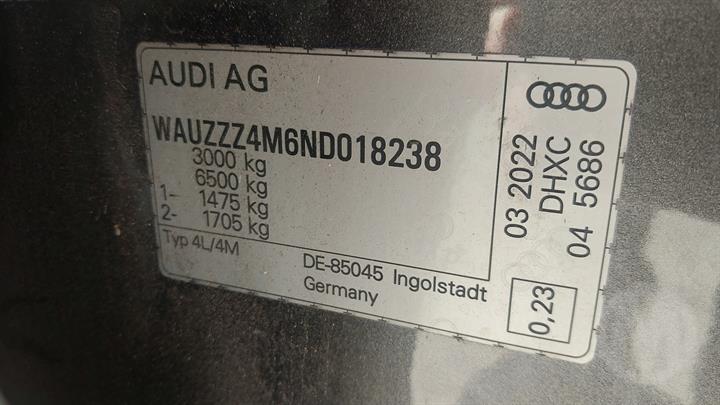 AUDI AG
WAUZZZ4M6ND018238
3000 kg
6500 kg
1- 1475 kg
2- 1705 kg
Typ 4L/4M
DE-85045 Ingolstadt
Germany
03 2022
DHXC
04 5686
0,23